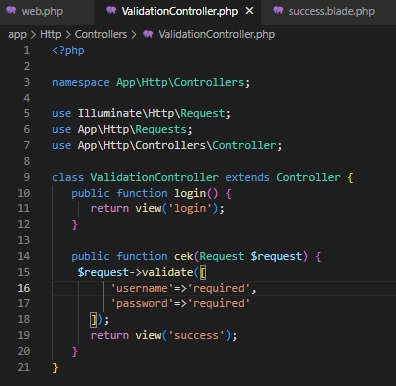 web.php ValidationController.php × success.blade.php
app > Http > Controllers > ValidationController.php
1 <?php
2
3 namespace App\Http\Controllers;
4
5 use Illuminate\Http\Request;
6 use App\Http\Requests;
7 use App\Http\Controllers\Controller;
8
9 class ValidationController extends Controller {
10 public function login() {
11 return view('login');
12 }
13
14 public function cek(Request $request) {
15 $request->validate([
16 'username'=>'required',
17 'password'=>'required'
18 ]);
19 return view('success');
20 }
21 }